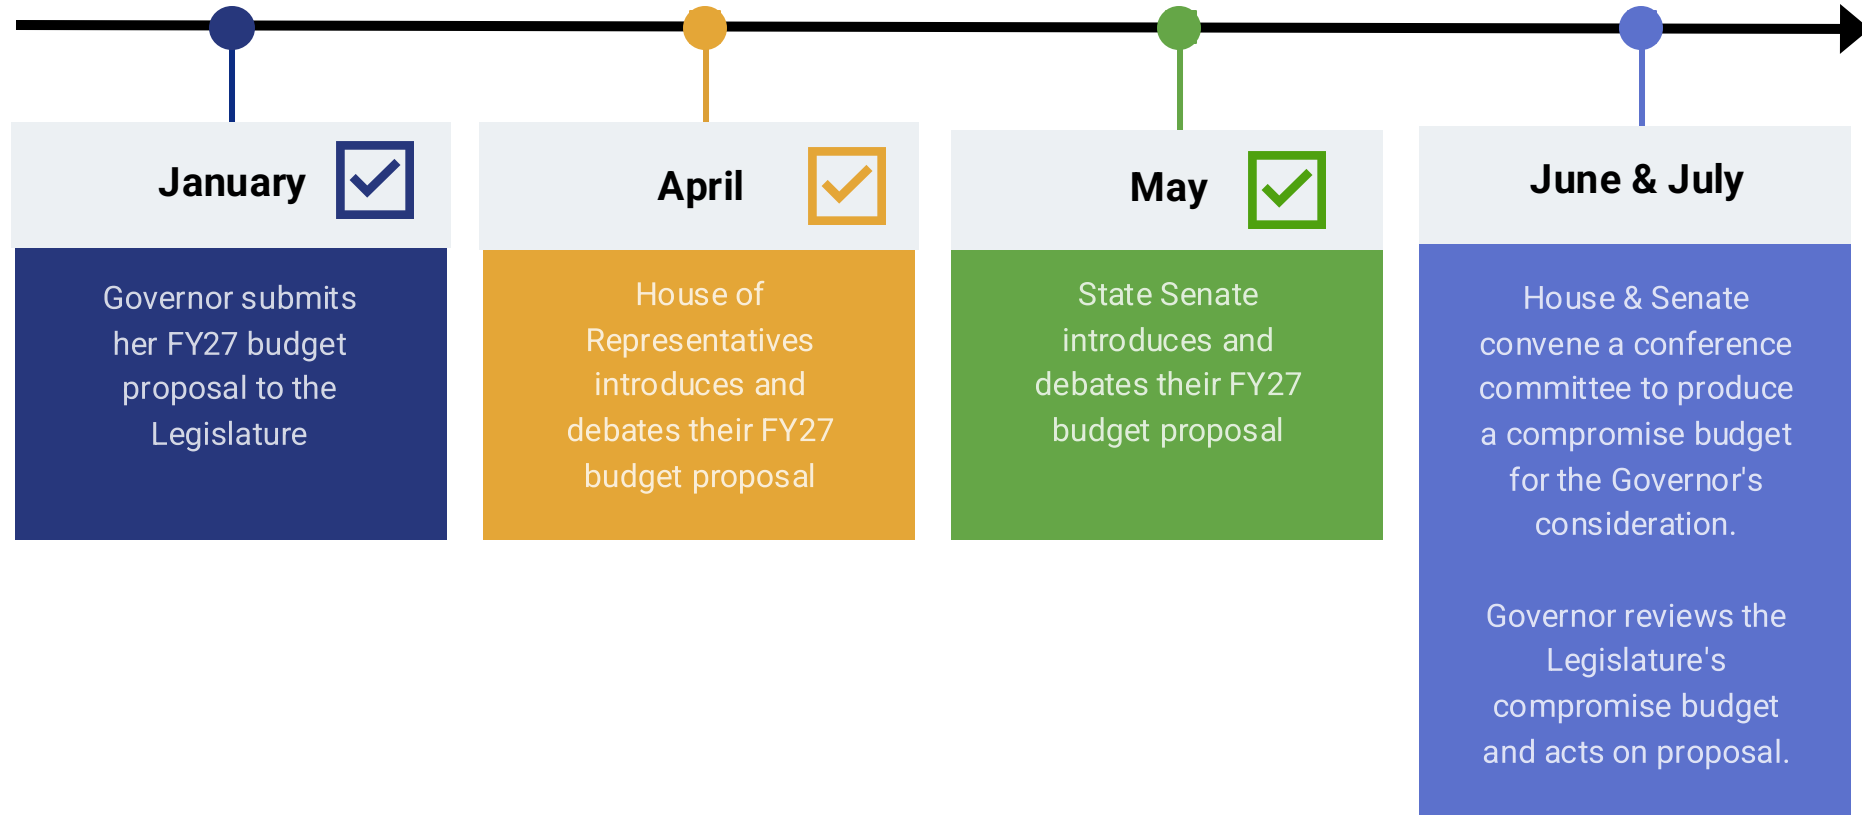 January
Governor submits
her FY27 budget
proposal to the
Legislature
April
House of
Representatives
introduces and
debates their FY27
budget proposal
May
State Senate
introduces and
debates their FY27
budget proposal
June & July
House & Senate
convene a conference
committee to produce
a compromise budget
for the Governor's
consideration.
Governor reviews the
Legislature's
compromise budget
and acts on proposal.